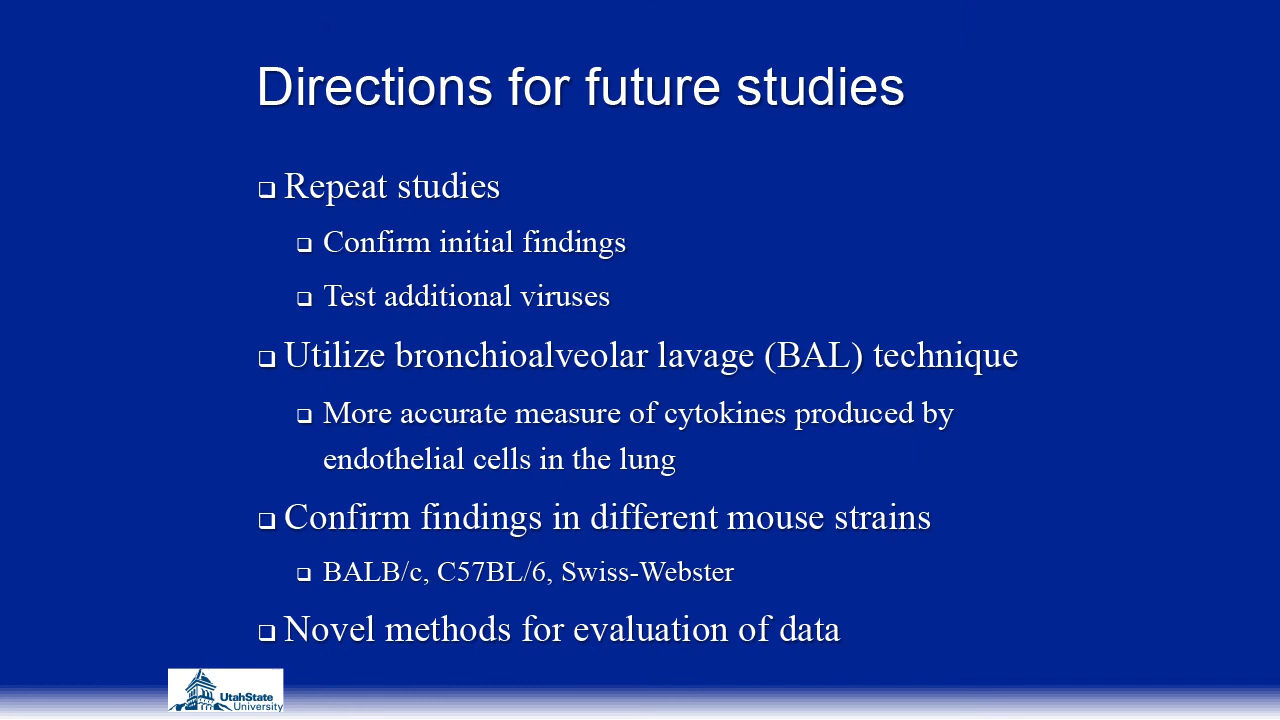 Directions for future studies
❑ Repeat studies
❑ Confirm initial findings
❑ Test additional viruses
❑ Utilize bronchioalveolar lavage (BAL) technique
❑ More accurate measure of cytokines produced by
endothelial cells in the lung
❑ Confirm findings in different mouse strains
❑ BALB/c, C57BL/6, Swiss-Webster
❑ Novel methods for evaluation of data
UtahState
University